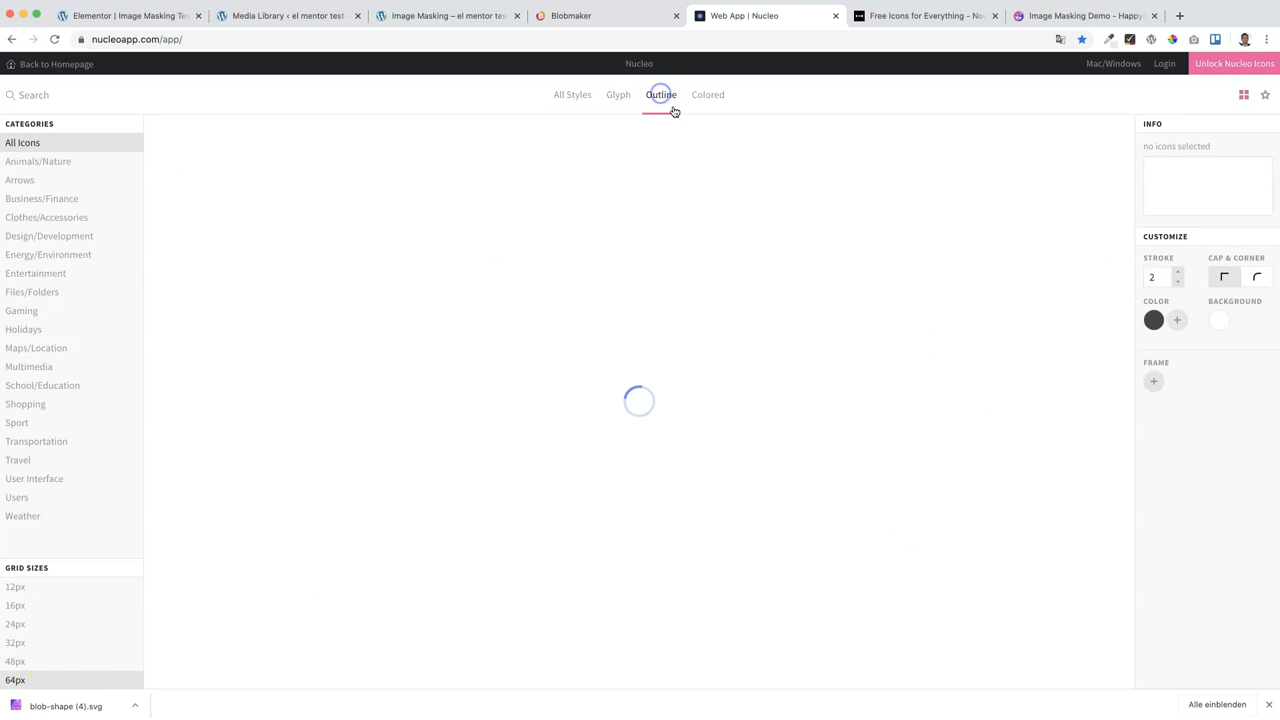 Elementor | Image Masking Te
Media Library ‹ el mentor test
Image Masking – el mentor tes
Blobmaker
Web App | Nucleo
Free Icons for Everything - No
Image Masking Demo - Happy
nucleoapp.com/app/
Back to Homepage
Nucleo
Mac/Windows
Login
Unlock Nucleo Icons
Search
All Styles
Glyph
Outline
Colored
CATEGORIES
All Icons
Animals/Nature
Arrows
Business/Finance
Clothes/Accessories
Design/Development
Energy/Environment
Entertainment
Files/Folders
Gaming
Holidays
Maps/Location
Multimedia
School/Education
Shopping
Sport
Transportation
Travel
User Interface
Users
Weather
GRID SIZES
12px
16px
24px
32px
48px
64px
INFO
no icons selected
CUSTOMIZE
STROKE
CAP & CORNER
2
COLOR
BACKGROUND
FRAME
blob-shape (4).svg
Alle einblenden